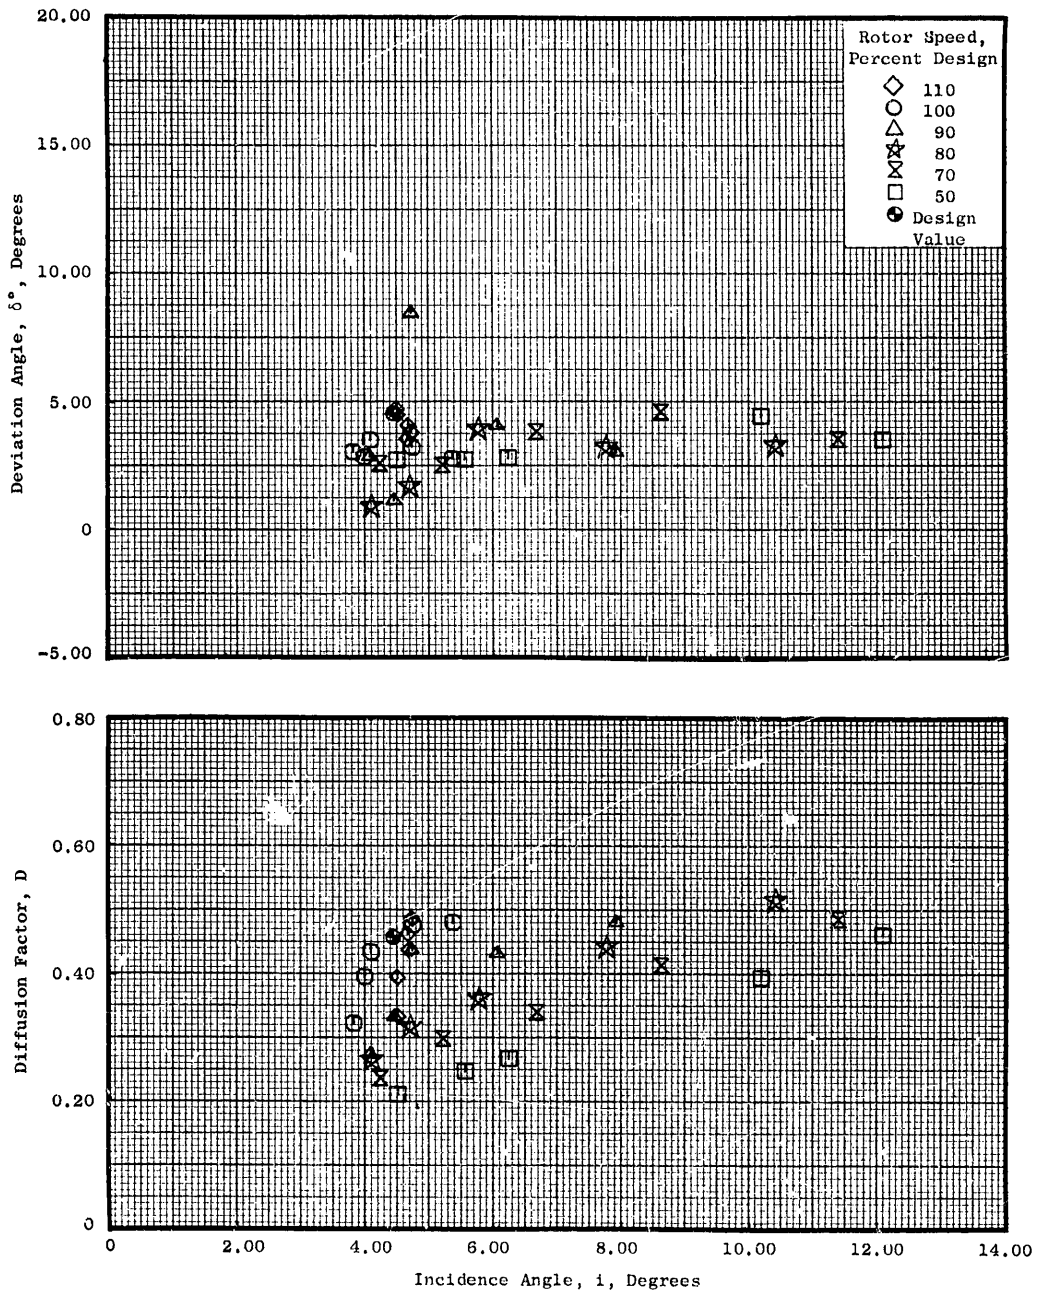 20.00
15.00
10.00
5.00
0
-5.00
Deviation Angle, δ°, Degrees
Rotor Speed,
Percent Design
110
100
90
80
70
50
Design
Value
0.80
0.60
0.40
0.20
0
Diffusion Factor, D
0 2.00 4.00 6.00 8.00 10.00 12.00 14.00
Incidence Angle, i, Degrees